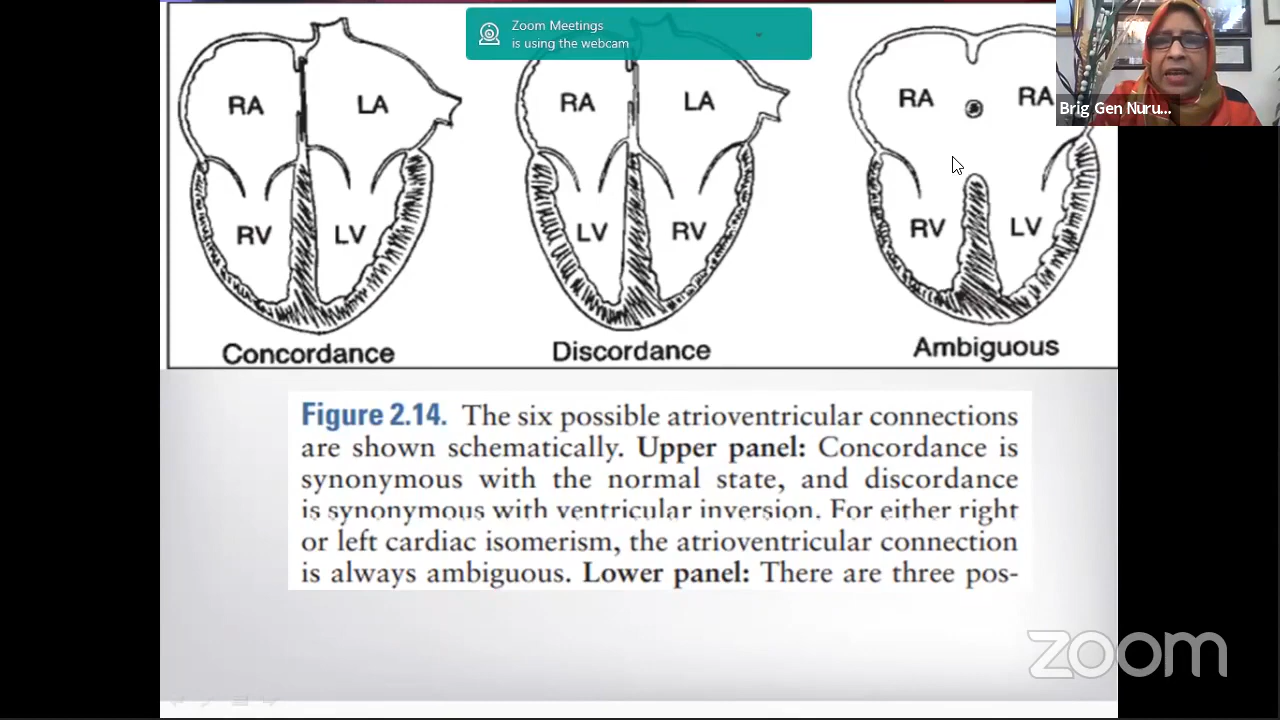 Zoom Meetings
is using the webcam
Brig Gen Nuru...
RA LA RA LA RA RA
RV LV LV RV RV LV
Concordance Discordance Ambiguous
Figure 2.14. The six possible atrioventricular connections
are shown schematically. Upper panel: Concordance is
synonymous with the normal state, and discordance
is synonymous with ventricular inversion. For either right
or left cardiac isomerism, the atrioventricular connection
is always ambiguous. Lower panel: There are three pos-
zoom